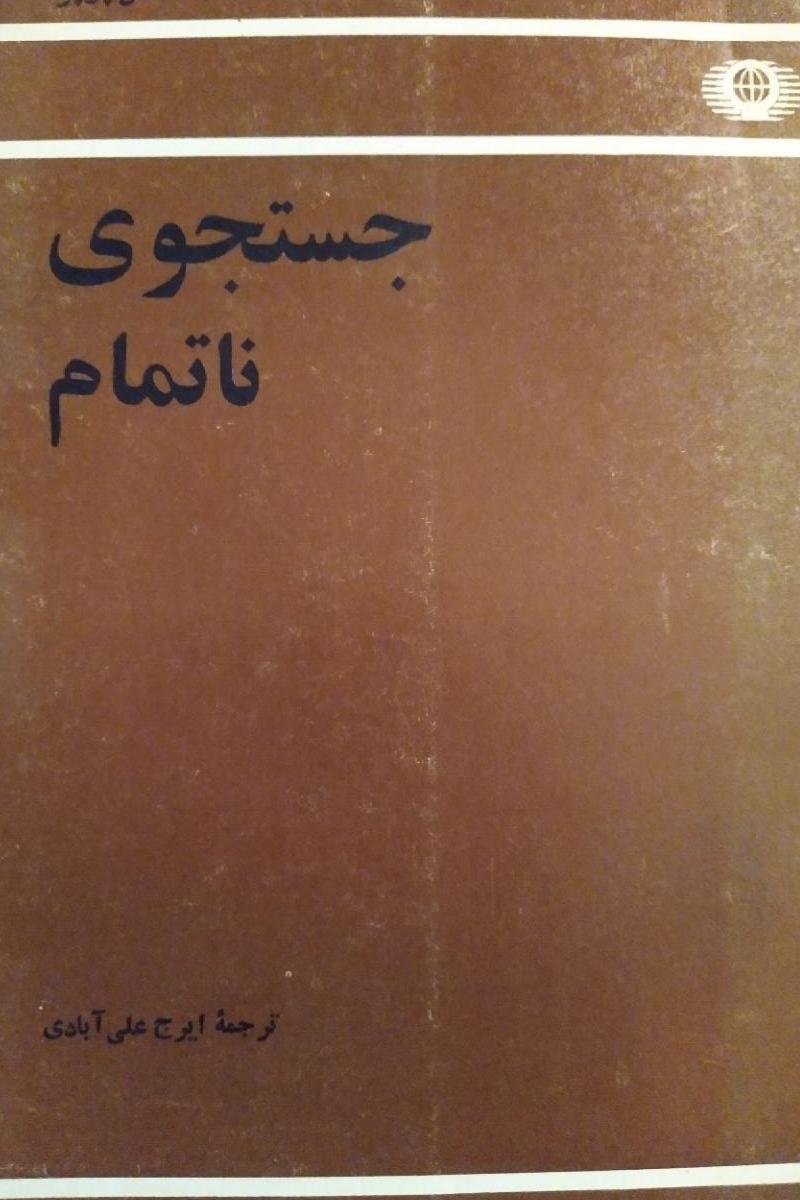 جستجوی
ناتمام
ترجمهٔ ایرج علی‌آبادی